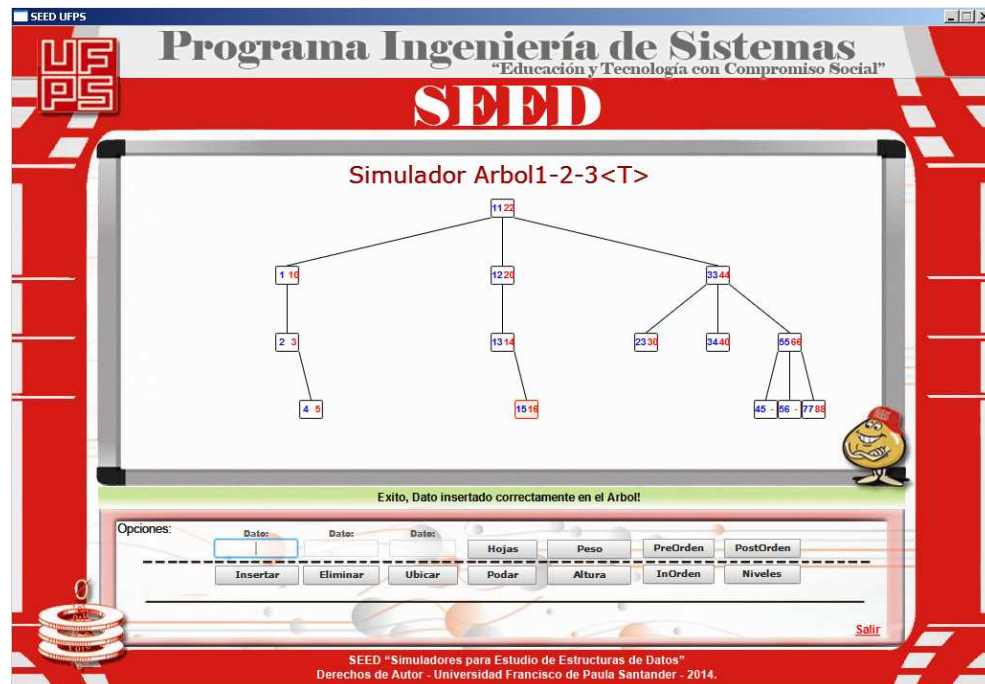 SEED UFPS
UF
PS
Programa Ingeniería de Sistemas
“Educación y Tecnología con Compromiso Social”
SEED
Simulador Arbol1-2-3<T>
11 22
1 10 12 20 33 44
2 3 13 14 23 30 34 40 55 66
4 5 15 16 45 - 56 - 77 88
Exito, Dato insertado correctamente en el Arbol!
Opciones:
Dato: Dato: Dato:
Hojas Peso PreOrden PostOrden
Insertar Eliminar Ubicar Podar Altura InOrden Niveles
Salir
SEED “Simuladores para Estudio de Estructuras de Datos”
Derechos de Autor - Universidad Francisco de Paula Santander - 2014.